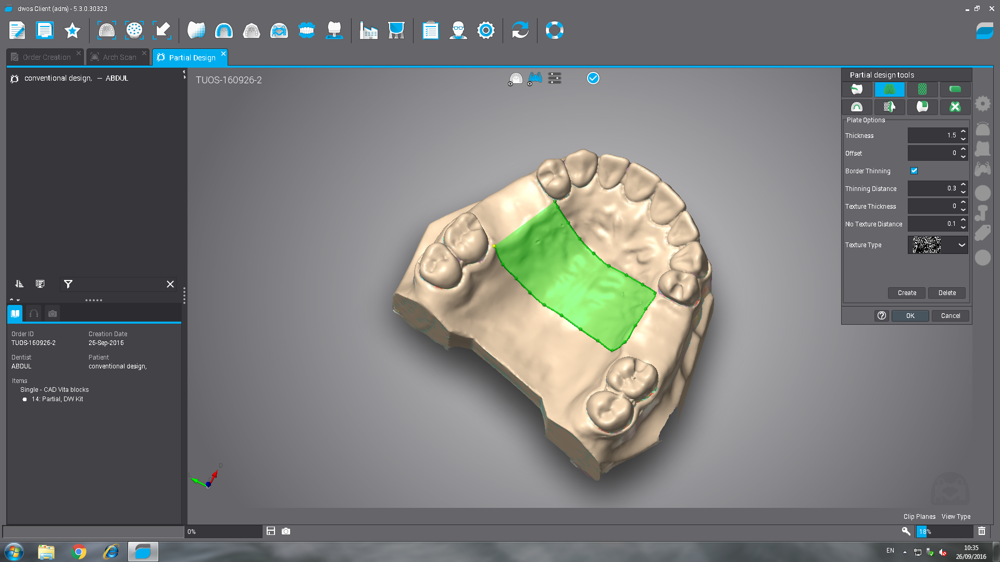 dwos Client (adm) - 5.3.0.30323
Order Creation
Arch Scan
Partial Design
conventional design, — ABDUL
TUOS-160926-2
Partial design tools
Plate Options
Thickness 1.5
Offset 0
Border Thinning
Thinning Distance 0.3
Texture Thickness 0
No Texture Distance 0.1
Texture Type
Create Delete
OK Cancel
Order ID Creation Date
TUOS-160926-2 26-Sep-2016
Dentist Patient
ABDUL conventional design,
Items
Single - CAD Vita blocks
14: Partial, DW Kit
D
Clip Planes View Type
0%
18%
EN
10:35
26/09/2016